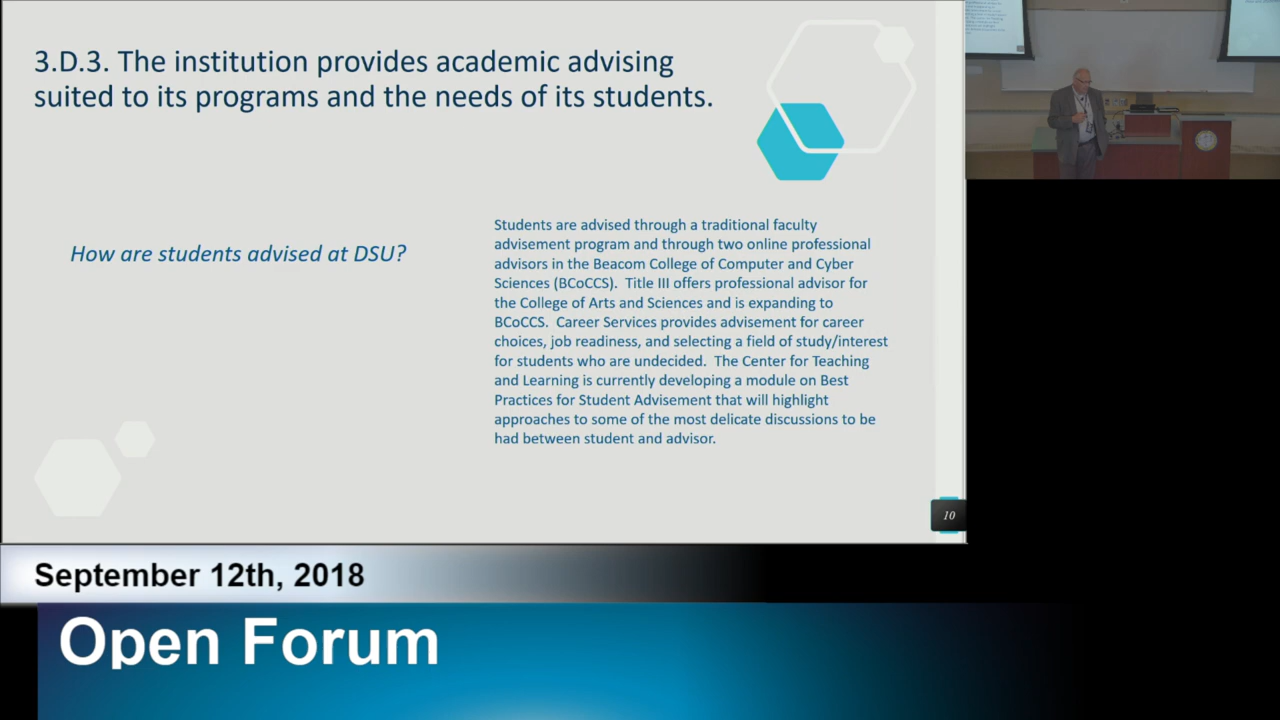 3.D.3. The institution provides academic advising
suited to its programs and the needs of its students.
How are students advised at DSU?
Students are advised through a traditional faculty
advisement program and through two online professional
advisors in the Beacom College of Computer and Cyber
Sciences (BCoCCS).  Title III offers professional advisor for
the College of Arts and Sciences and is expanding to
BCoCCS.  Career Services provides advisement for career
choices, job readiness, and selecting a field of study/interest
for students who are undecided.  The Center for Teaching
and Learning is currently developing a module on Best
Practices for Student Advisement that will highlight
approaches to some of the most delicate discussions to be
had between student and advisor.
10
September 12th, 2018
Open Forum